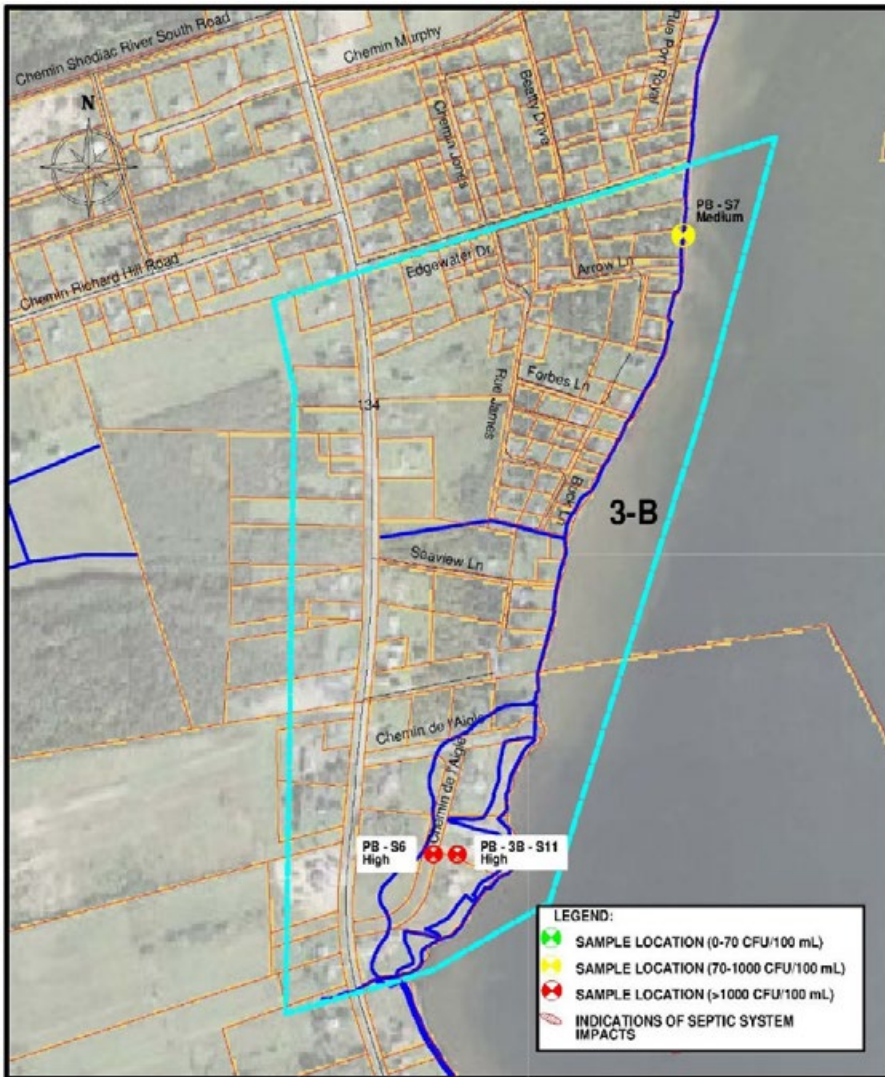 Chemin Shediac River South Road
Chemin Murphy
Rue Port Royal
N
Chemin Jones
Beatty Drive
PB - S7
Medium
Chemin Richard Hill Road
Edgewater Dr.
Arrow Ln
Forbes Ln
134
Rue James
Bock Ln
3-B
Seaview Ln
Chemin de l'Aigle
Chemin de l'Aigle
PB - S6
High
PB - 3B - S11
High
LEGEND:
SAMPLE LOCATION (0-70 CFU/100 mL)
SAMPLE LOCATION (70-1000 CFU/100 mL)
SAMPLE LOCATION (>1000 CFU/100 mL)
INDICATIONS OF SEPTIC SYSTEM
IMPACTS